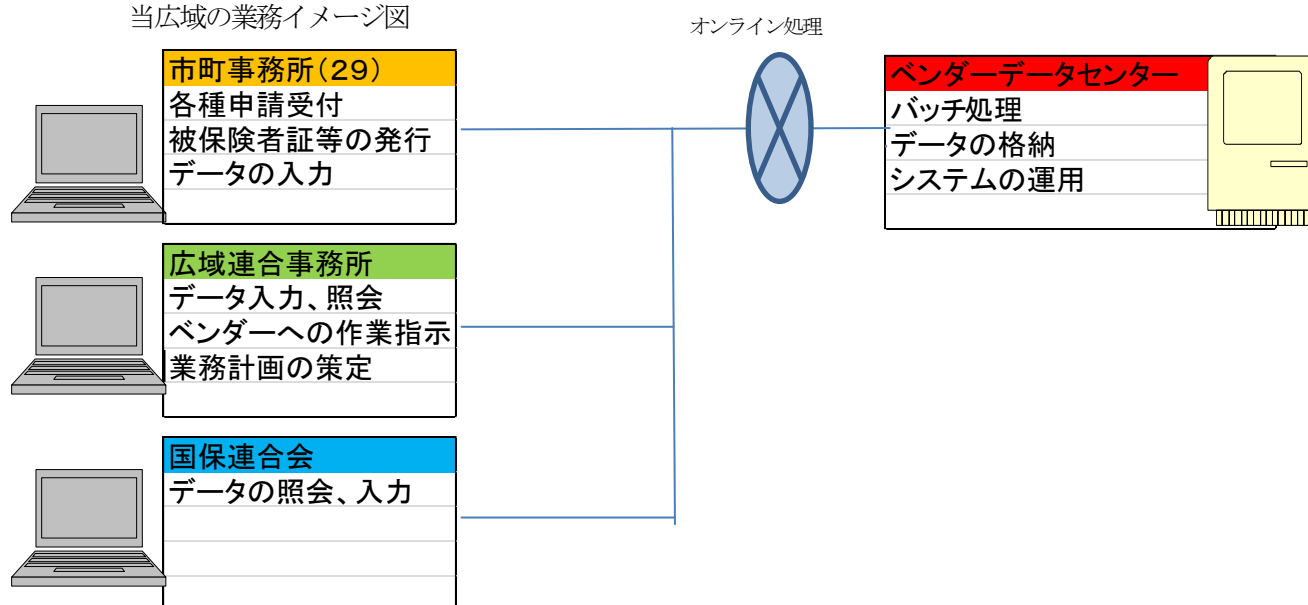 当広域の業務イメージ図
オンライン処理
市町事務所(29)
各種申請受付
被保険者証等の発行
データの入力
ベンダーデータセンター
バッチ処理
データの格納
システムの運用
広域連合事務所
データ入力、照会
ベンダーへの作業指示
業務計画の策定
国保連合会
データの照会、入力